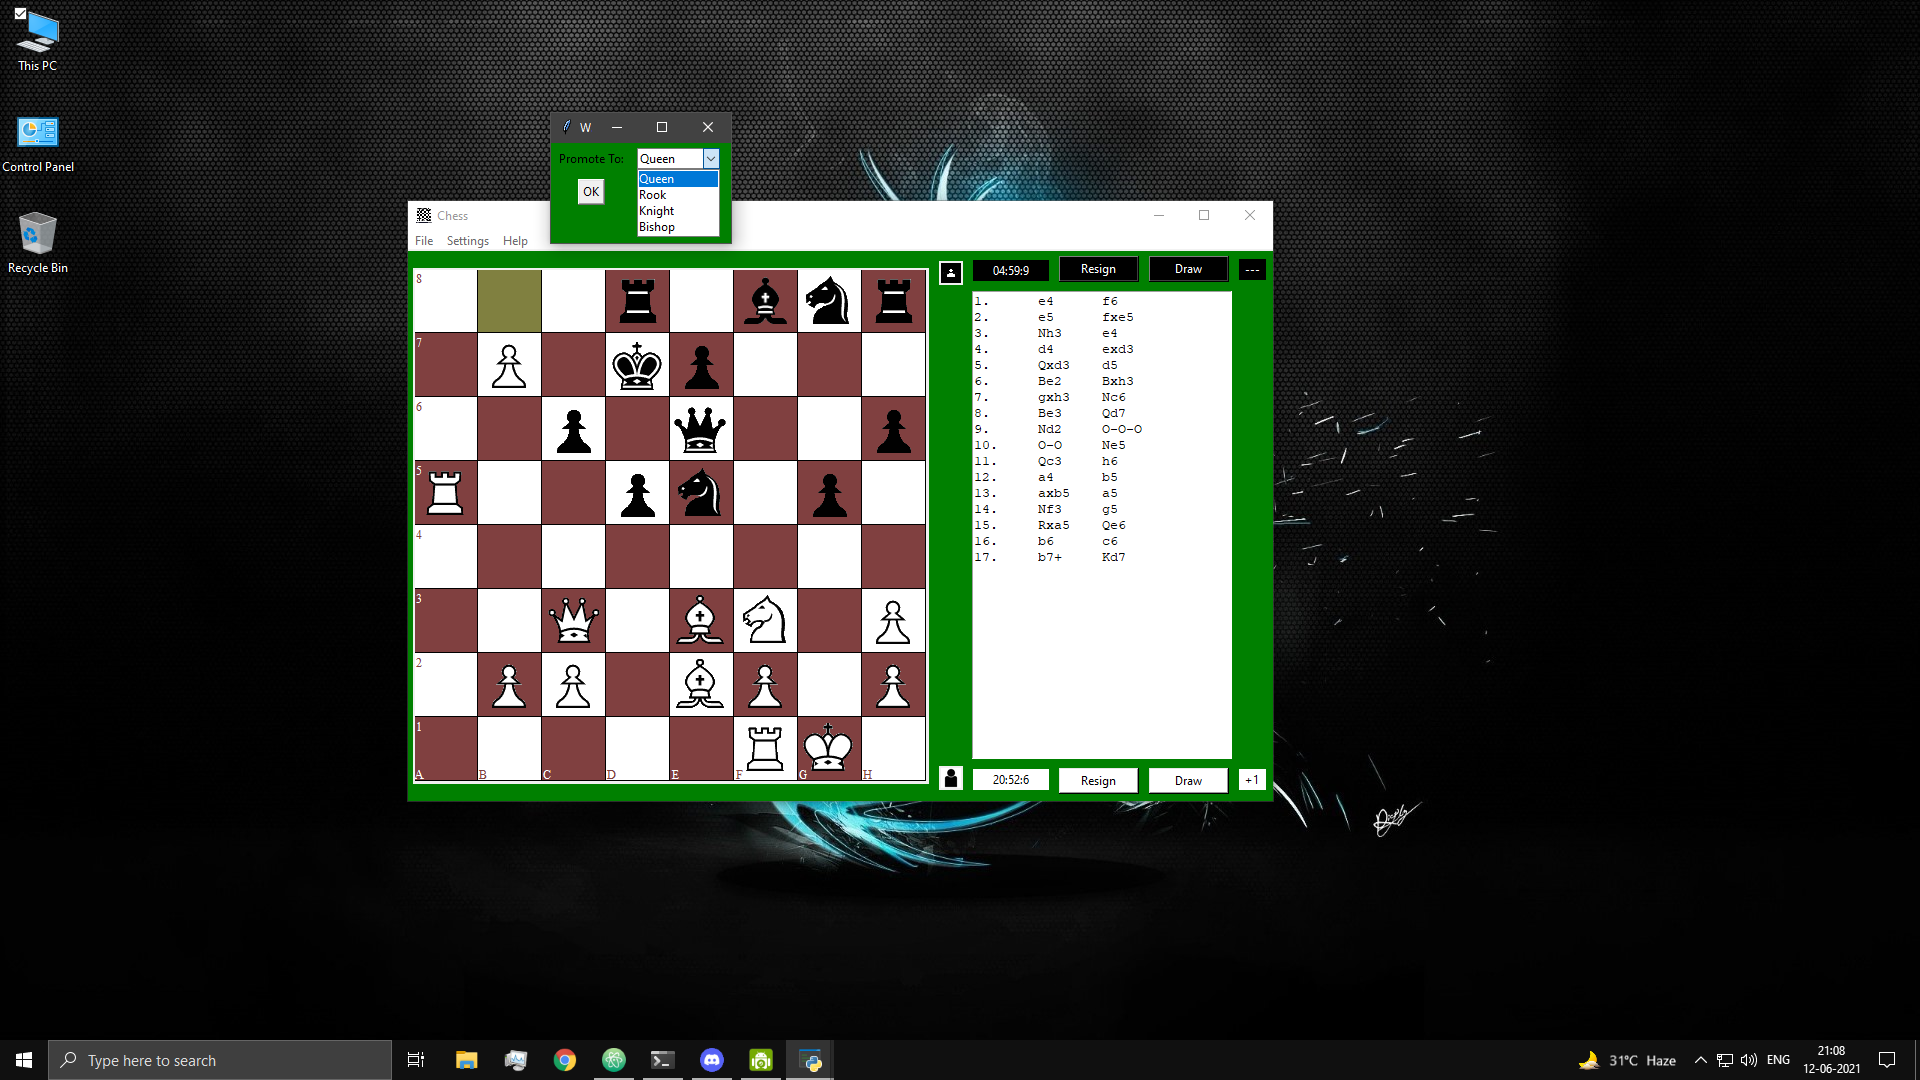 This PC
Control Panel
Recycle Bin
W
Promote To: Queen
Queen
Rook
Knight
Bishop
OK
Chess
File Settings Help
04:59:9 Resign Draw ---
8
7
6
5
4
3
2
1
A B C D E F G H
1. e4 f6
2. e5 fxe5
3. Nh3 e4
4. d4 exd3
5. Qxd3 d5
6. Be2 Bxh3
7. gxh3 Nc6
8. Be3 Qd7
9. Nd2 O-O-O
10. O-O Ne5
11. Qc3 h6
12. a4 b5
13. axb5 a5
14. Nf3 g5
15. Rxa5 Qe6
16. b6 c6
17. b7+ Kd7
20:52:6 Resign Draw +1
Type here to search
31°C Haze
ENG
21:08
12-06-2021